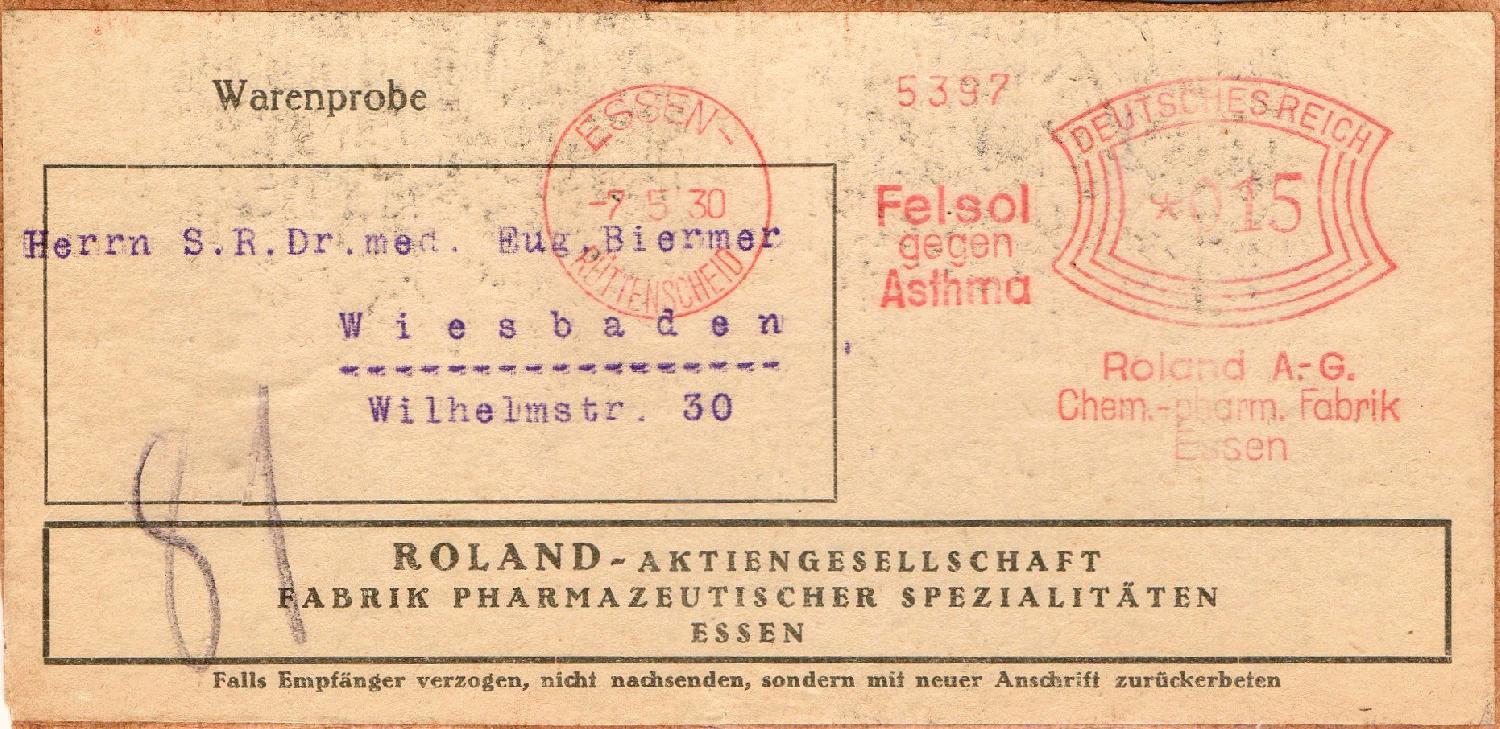 Warenprobe
ESSEN-
-7.5.30
RÜTTENSCHEID
5397
DEUTSCHES REICH
*015
Felsol
gegen
Asthma
Roland A.-G.
Chem.-pharm. Fabrik
Essen
Herrn S.R.Dr.med. Eug.Biermer
Wiesbaden
-----------------
Wilhelmstr. 30
81
ROLAND-AKTIENGESELLSCHAFT
FABRIK PHARMAZEUTISCHER SPEZIALITÄTEN
ESSEN
Falls Empfänger verzogen, nicht nachsenden, sondern mit neuer Anschrift zurückerbeten